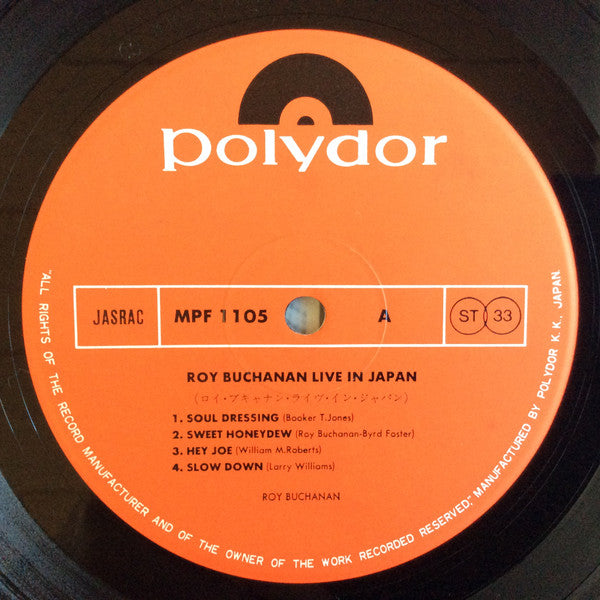 polydor
JASRAC MPF 1105 A ST 33
ROY BUCHANAN LIVE IN JAPAN
(ロイ・ブキャナン・ライヴ・イン・ジャパン)
1. SOUL DRESSING (Booker T.Jones)
2. SWEET HONEYDEW (Roy Buchanan-Byrd Foster)
3. HEY JOE (William M.Roberts)
4. SLOW DOWN (Larry Williams)
ROY BUCHANAN
"ALL RIGHTS OF THE RECORD MANUFACTURER AND OF THE OWNER OF THE WORK RECORDED RESERVED," MANUFACTURED BY POLYDOR K.K., JAPAN.